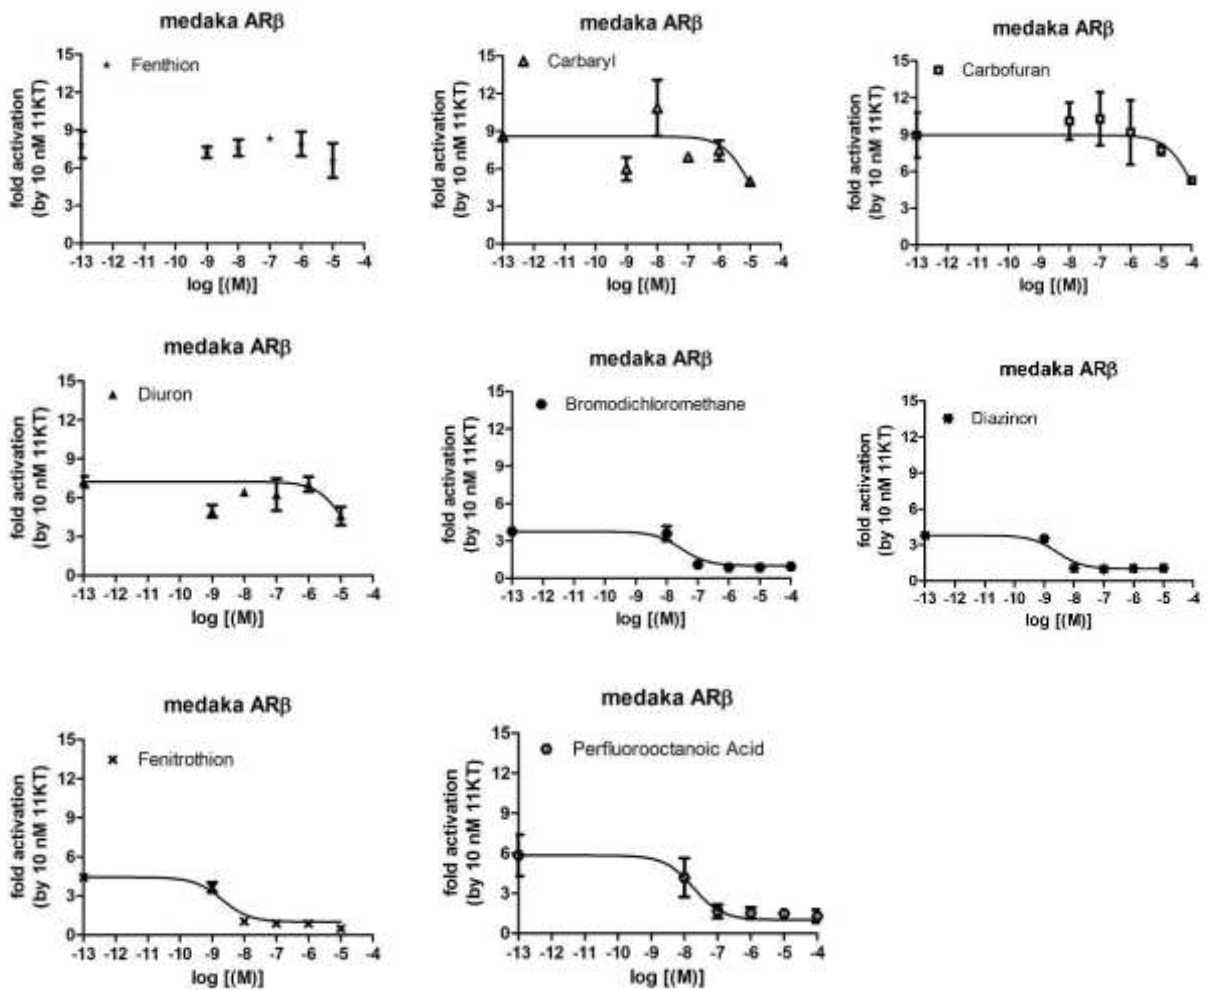 medaka ARβ
fold activation
(by 10 nM 11KT)
15
12
9
6
3
0
Fenthion
-13 -12 -11 -10 -9 -8 -7 -6 -5 -4
log [(M)]
medaka ARβ
fold activation
(by 10 nM 11KT)
15
12
9
6
3
0
Carbaryl
-13 -12 -11 -10 -9 -8 -7 -6 -5 -4
log [(M)]
medaka ARβ
fold activation
(by 10 nM 11KT)
15
12
9
6
3
0
Carbofuran
-13 -12 -11 -10 -9 -8 -7 -6 -5 -4
log [(M)]
medaka ARβ
fold activation
(by 10 nM 11KT)
15
12
9
6
3
0
Diuron
-13 -12 -11 -10 -9 -8 -7 -6 -5 -4
log [(M)]
medaka ARβ
fold activation
(by 10 nM 11KT)
15
12
9
6
3
0
Bromodichloromethane
-13 -12 -11 -10 -9 -8 -7 -6 -5 -4
log [(M)]
medaka ARβ
fold activation
(by 10 nM 11KT)
15
12
9
6
3
0
Diazinon
-13 -12 -11 -10 -9 -8 -7 -6 -5 -4
log [(M)]
medaka ARβ
fold activation
(by 10 nM 11KT)
15
12
9
6
3
0
Fenitrothion
-13 -12 -11 -10 -9 -8 -7 -6 -5 -4
log [(M)]
medaka ARβ
fold activation
(by 10 nM 11KT)
15
12
9
6
3
0
Perfluorooctanoic Acid
-13 -12 -11 -10 -9 -8 -7 -6 -5 -4
log [(M)]